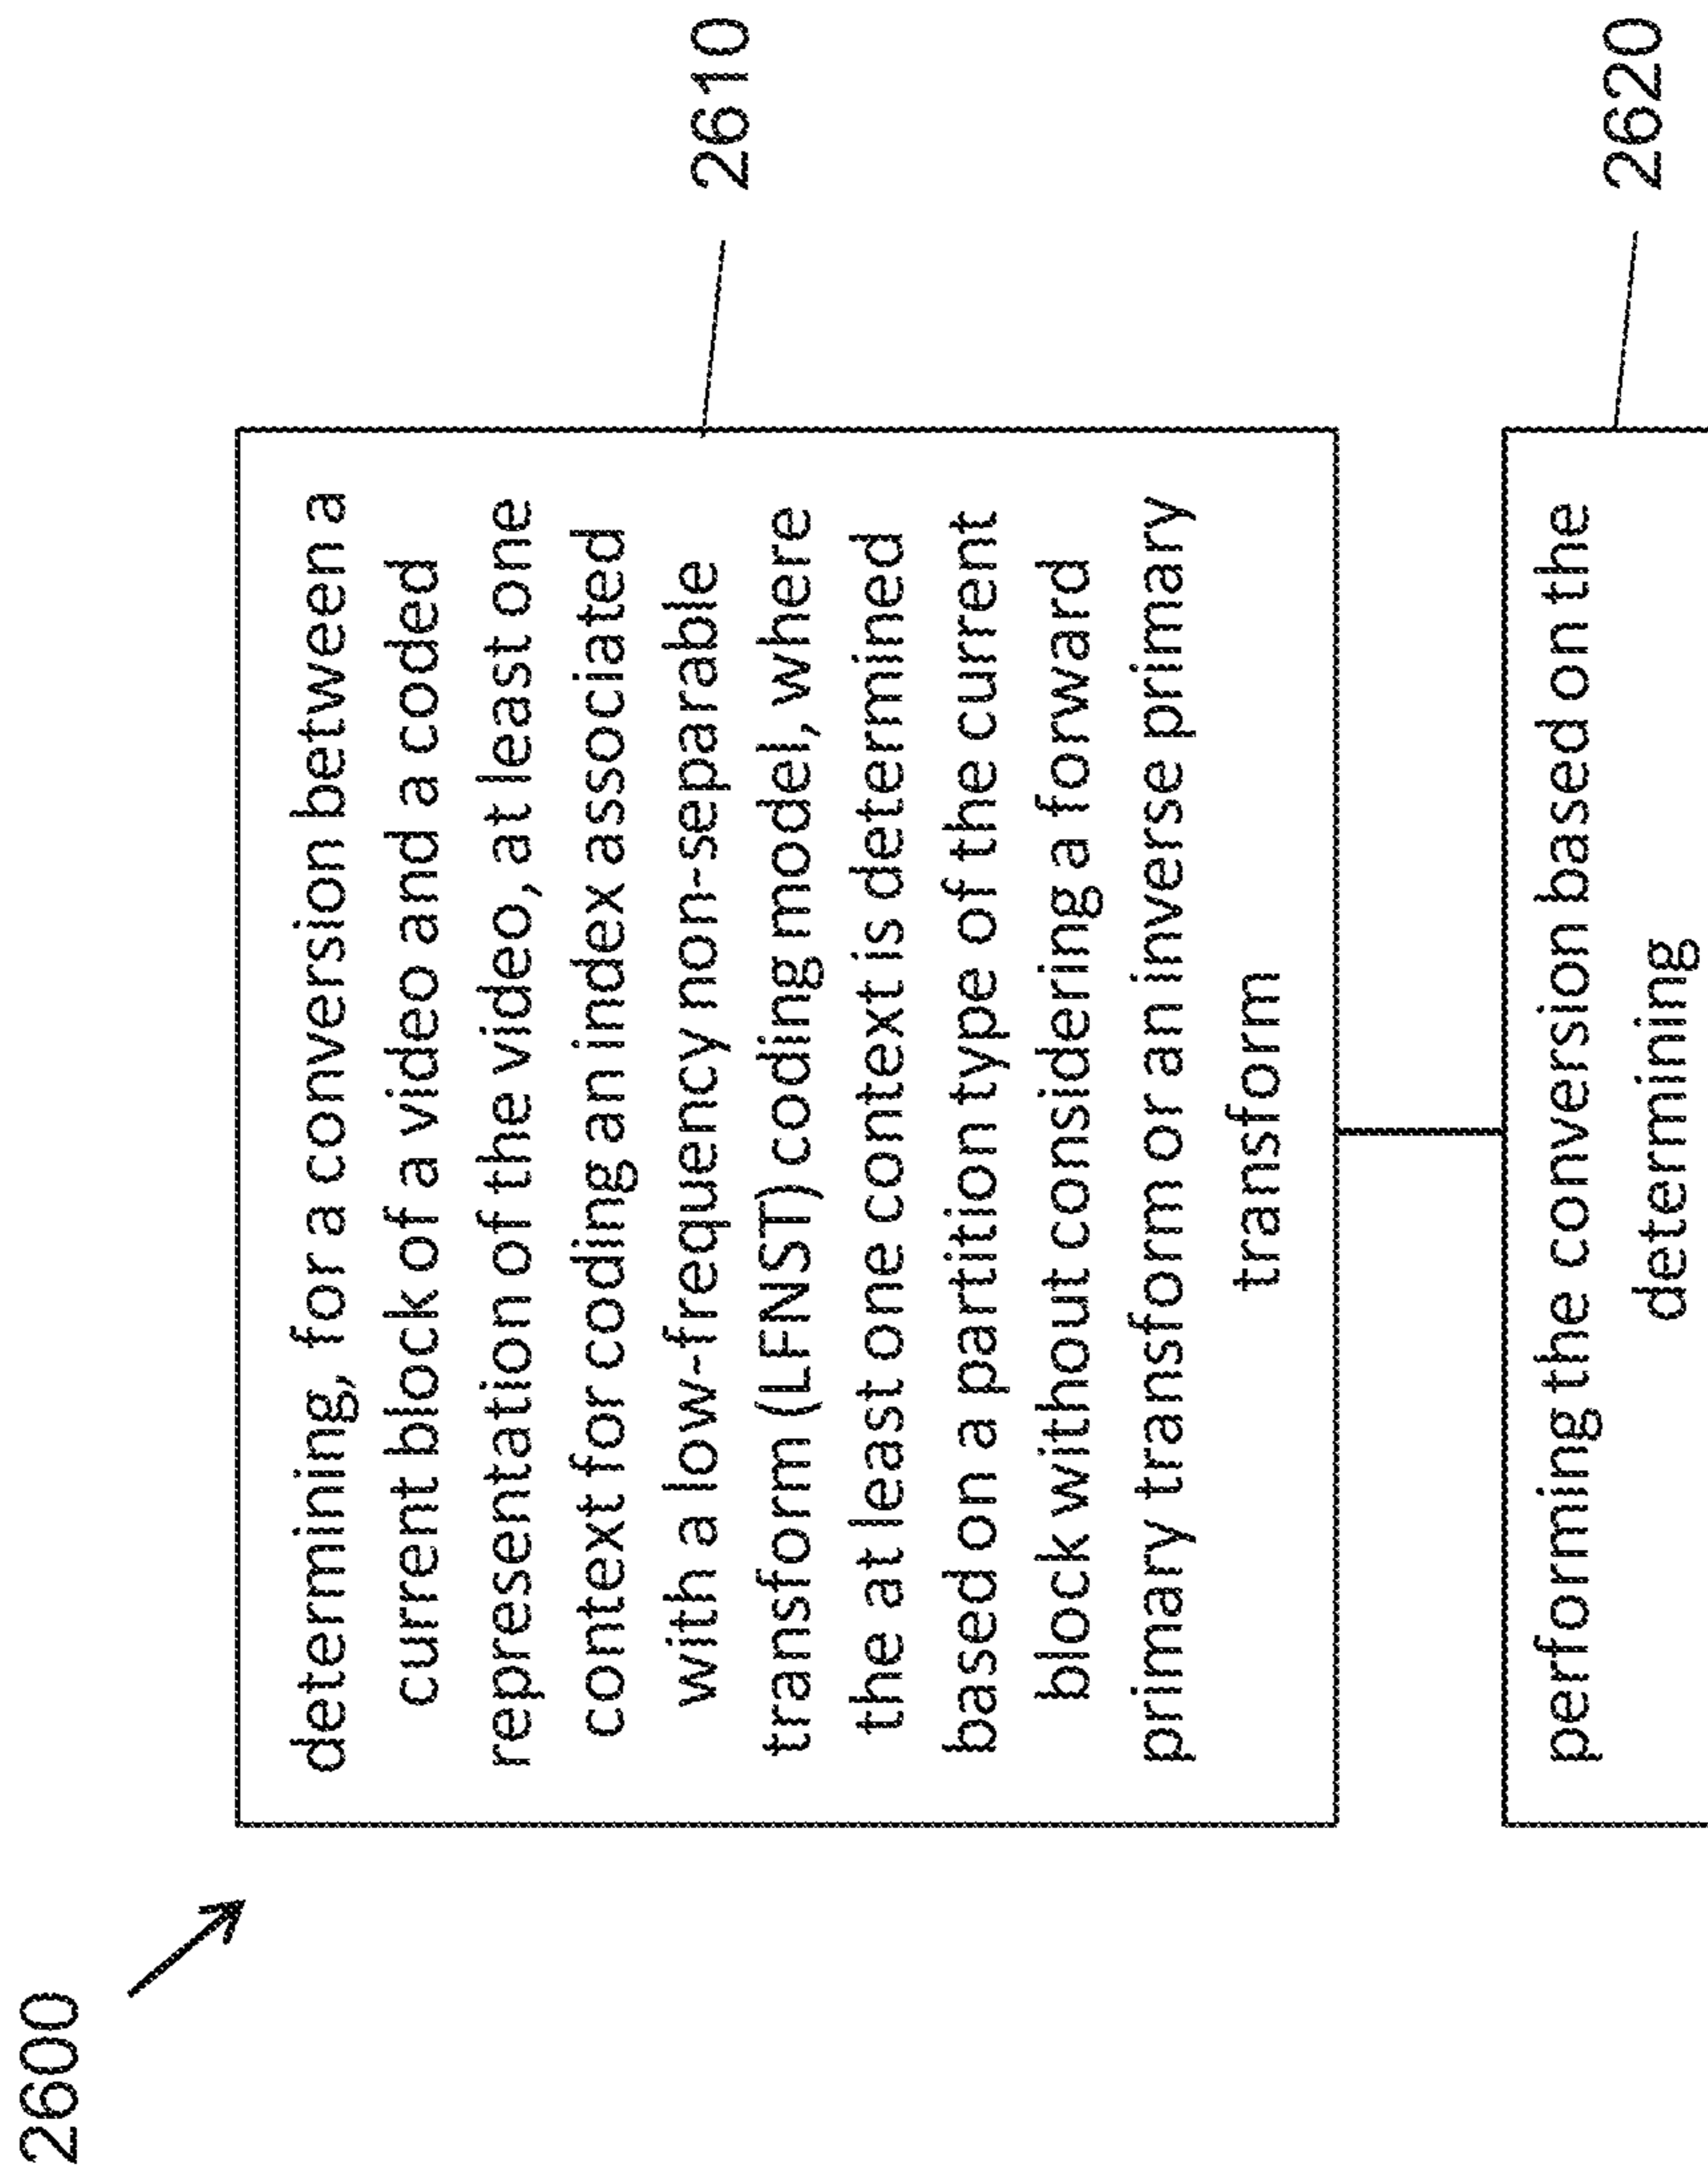 2600
determining, for a conversion between a
current block of a video and a coded
representation of the video, at least one
context for coding an index associated
with a low-frequency non-separable
transform (LFNST) coding model, where
the at least one context is determined
based on a partition type of the current
block without considering a forward
primary transform or an inverse primary
transform
2610
performing the conversion based on the
determining
2620